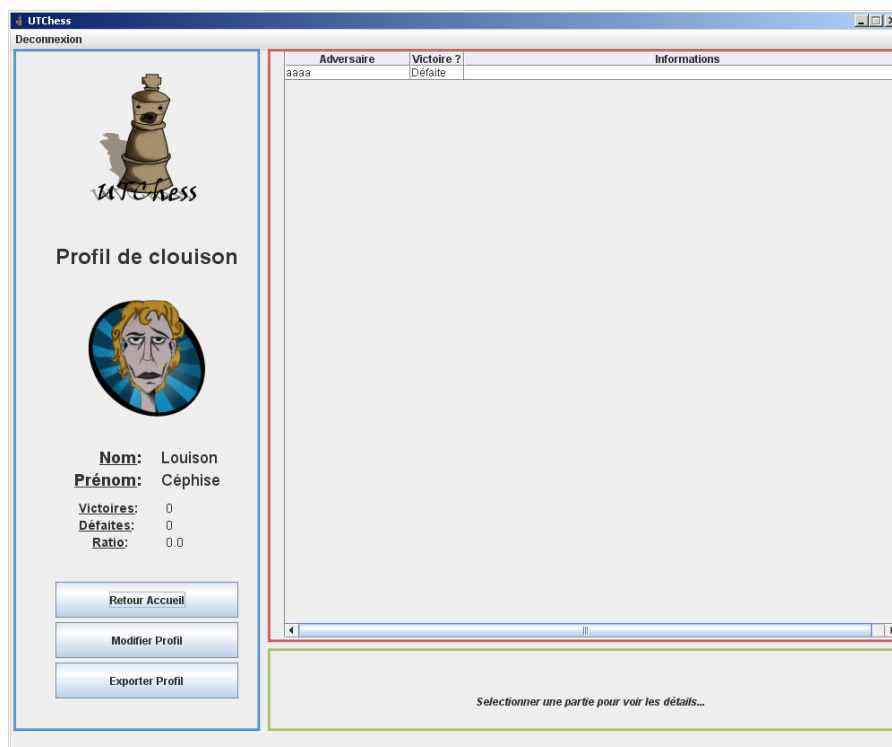 UTChess
Deconnexion
UTChess
Profil de clouison
Nom: Louison
Prénom: Céphise
Victoires: 0
Défaites: 0
Ratio: 0.0
Retour Accueil
Modifier Profil
Exporter Profil
Adversaire Victoire ? Informations
aaaa Défaite
Selectionner une partie pour voir les détails...